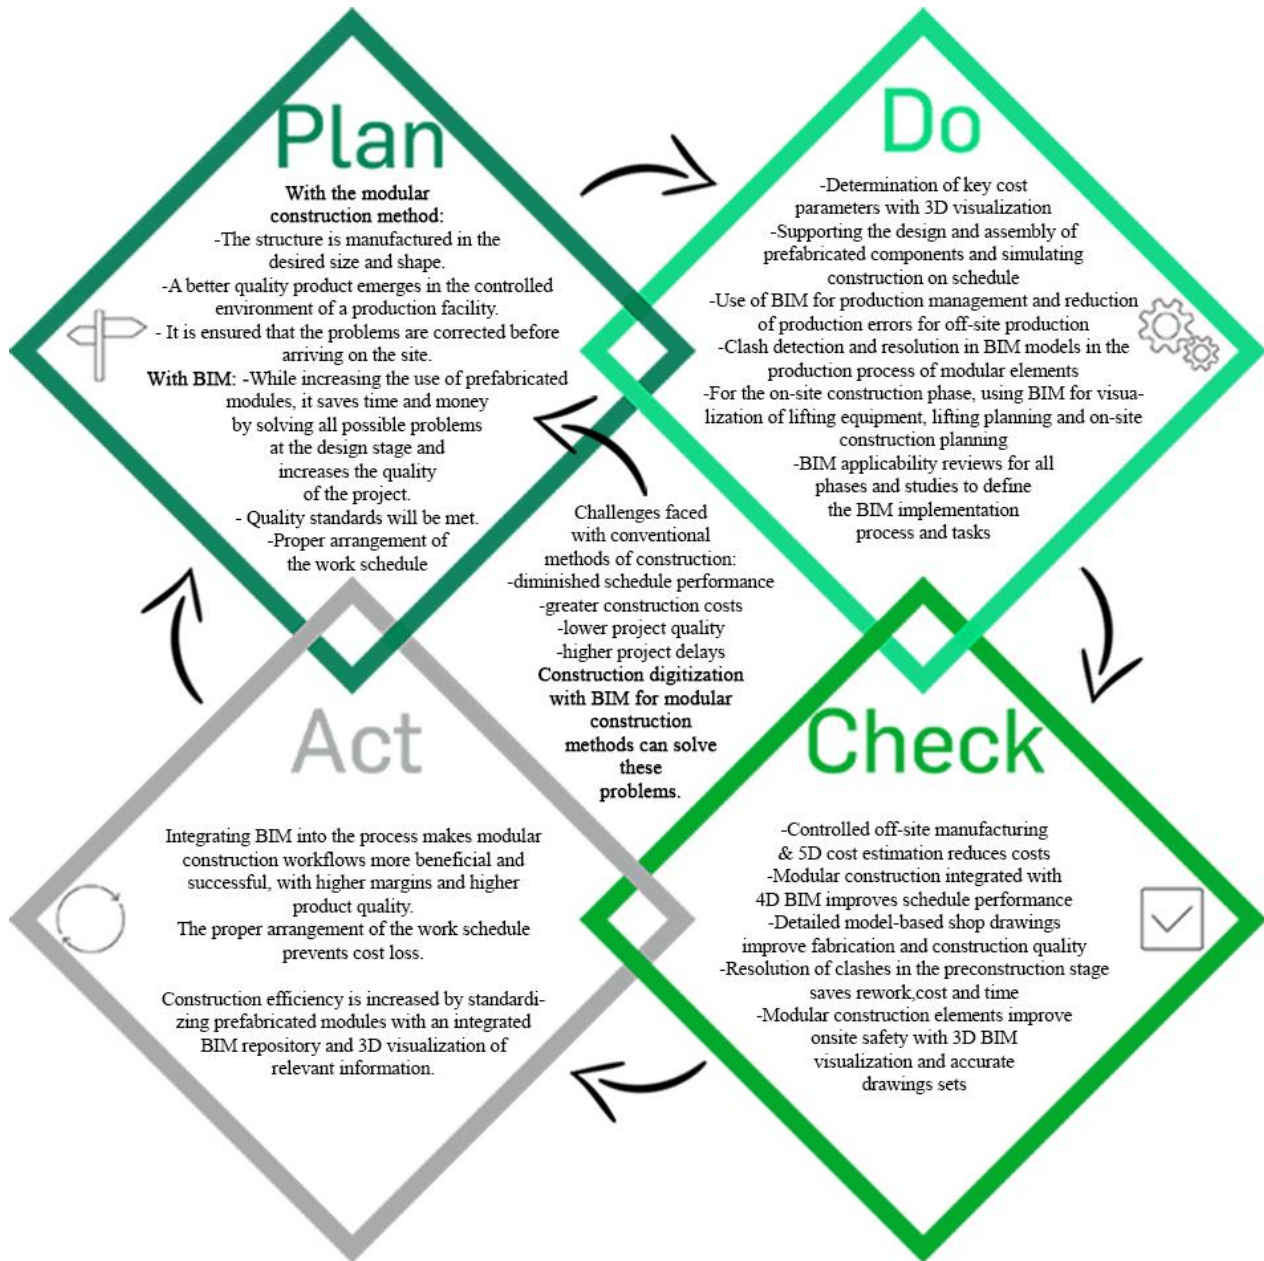 Plan
With the modular
construction method:
-The structure is manufactured in the
desired size and shape.
-A better quality product emerges in the controlled
environment of a production facility.
- It is ensured that the problems are corrected before
arriving on the site.
With BIM: -While increasing the use of prefabricated
modules, it saves time and money
by solving all possible problems
at the design stage and
increases the quality
of the project.
- Quality standards will be met.
-Proper arrangement of
the work schedule
Do
-Determination of key cost
parameters with 3D visualization
-Supporting the design and assembly of
prefabricated components and simulating
construction on schedule
-Use of BIM for production management and reduction
of production errors for off-site production
-Clash detection and resolution in BIM models in the
production process of modular elements
-For the on-site construction phase, using BIM for visua-
lization of lifting equipment, lifting planning and on-site
construction planning
-BIM applicability reviews for all
phases and studies to define
the BIM implementation
process and tasks
Challenges faced
with conventional
methods of construction:
-diminished schedule performance
-greater construction costs
-lower project quality
-higher project delays
Construction digitization
with BIM for modular
construction
methods can solve
these
problems.
Act
Integrating BIM into the process makes modular
construction workflows more beneficial and
successful, with higher margins and higher
product quality.
The proper arrangement of the work schedule
prevents cost loss.
Construction efficiency is increased by standardi-
zing prefabricated modules with an integrated
BIM repository and 3D visualization of
relevant information.
Check
-Controlled off-site manufacturing
& 5D cost estimation reduces costs
-Modular construction integrated with
4D BIM improves schedule performance
-Detailed model-based shop drawings
improve fabrication and construction quality
-Resolution of clashes in the preconstruction stage
saves rework,cost and time
-Modular construction elements improve
onsite safety with 3D BIM
visualization and accurate
drawings sets